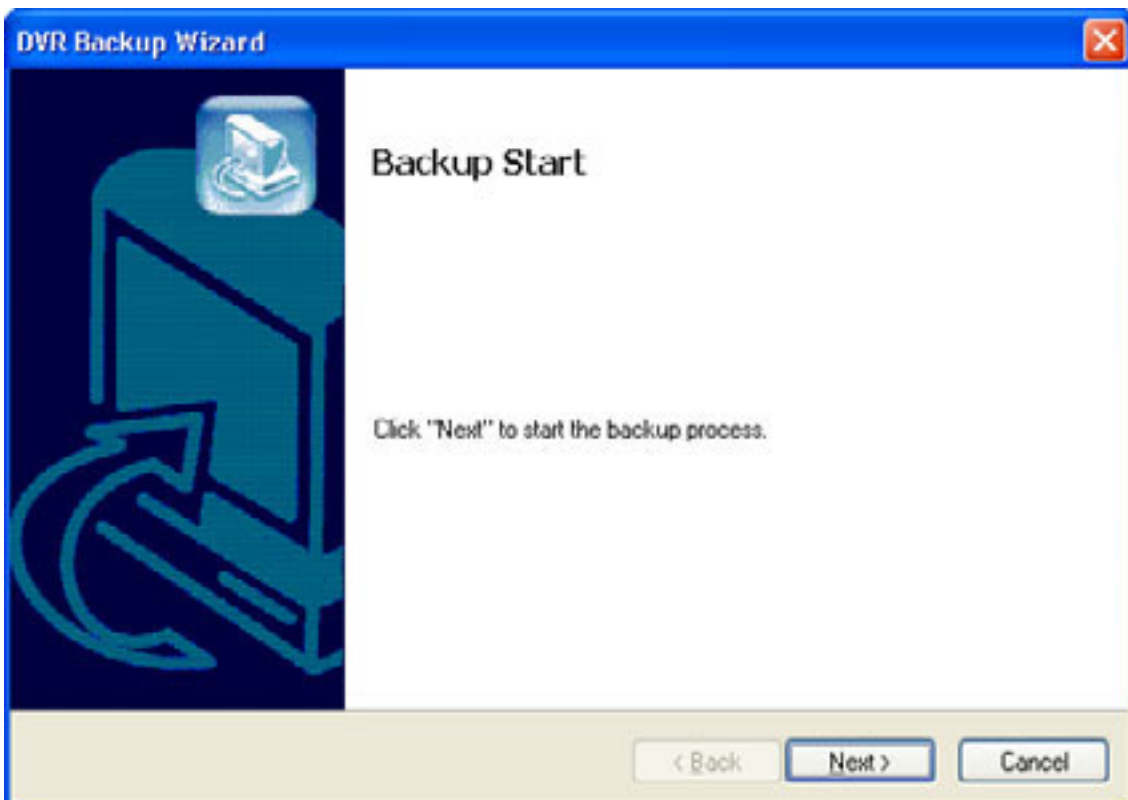 DVR Backup Wizard
Backup Start
Click "Next" to start the backup process.
< Back Next > Cancel